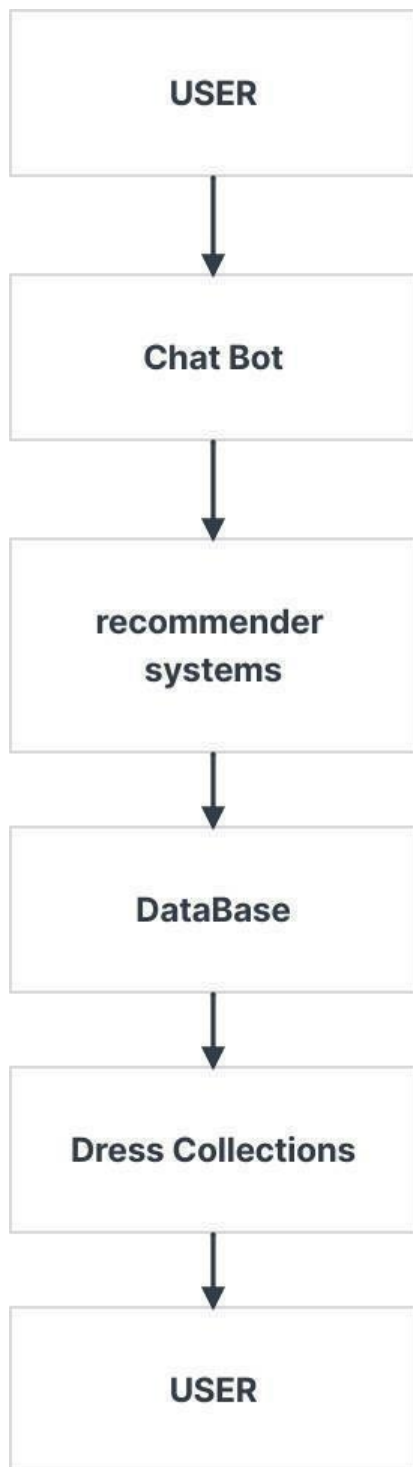 USER
Chat Bot
recommender
systems
DataBase
Dress Collections
USER